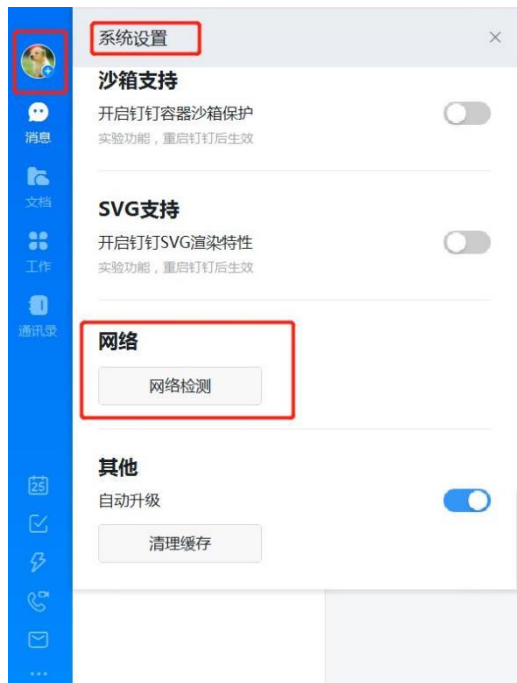 系统设置
沙箱支持
开启钉钉容器沙箱保护
实验功能，重启钉钉后生效
消息
文档
SVG支持
开启钉钉SVG渲染特性
实验功能，重启钉钉后生效
工作
通讯录
网络
网络检测
其他
25
自动升级
清理缓存